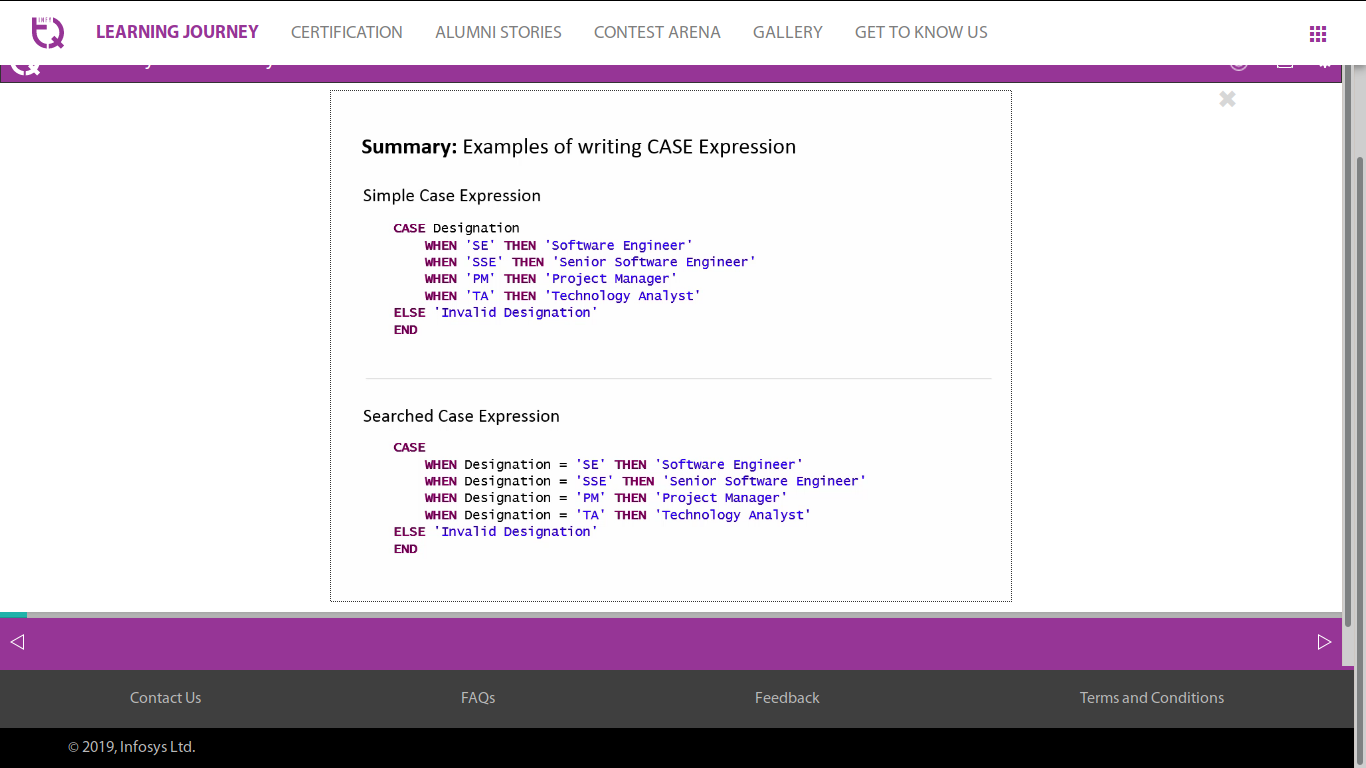 INFY
TQ
LEARNING JOURNEY
CERTIFICATION
ALUMNI STORIES
CONTEST ARENA
GALLERY
GET TO KNOW US
Summary: Examples of writing CASE Expression
Simple Case Expression
CASE Designation
WHEN 'SE' THEN 'Software Engineer'
WHEN 'SSE' THEN 'Senior Software Engineer'
WHEN 'PM' THEN 'Project Manager'
WHEN 'TA' THEN 'Technology Analyst'
ELSE 'Invalid Designation'
END
Searched Case Expression
CASE
WHEN Designation = 'SE' THEN 'Software Engineer'
WHEN Designation = 'SSE' THEN 'Senior Software Engineer'
WHEN Designation = 'PM' THEN 'Project Manager'
WHEN Designation = 'TA' THEN 'Technology Analyst'
ELSE 'Invalid Designation'
END
Contact Us
FAQs
Feedback
Terms and Conditions
© 2019, Infosys Ltd.